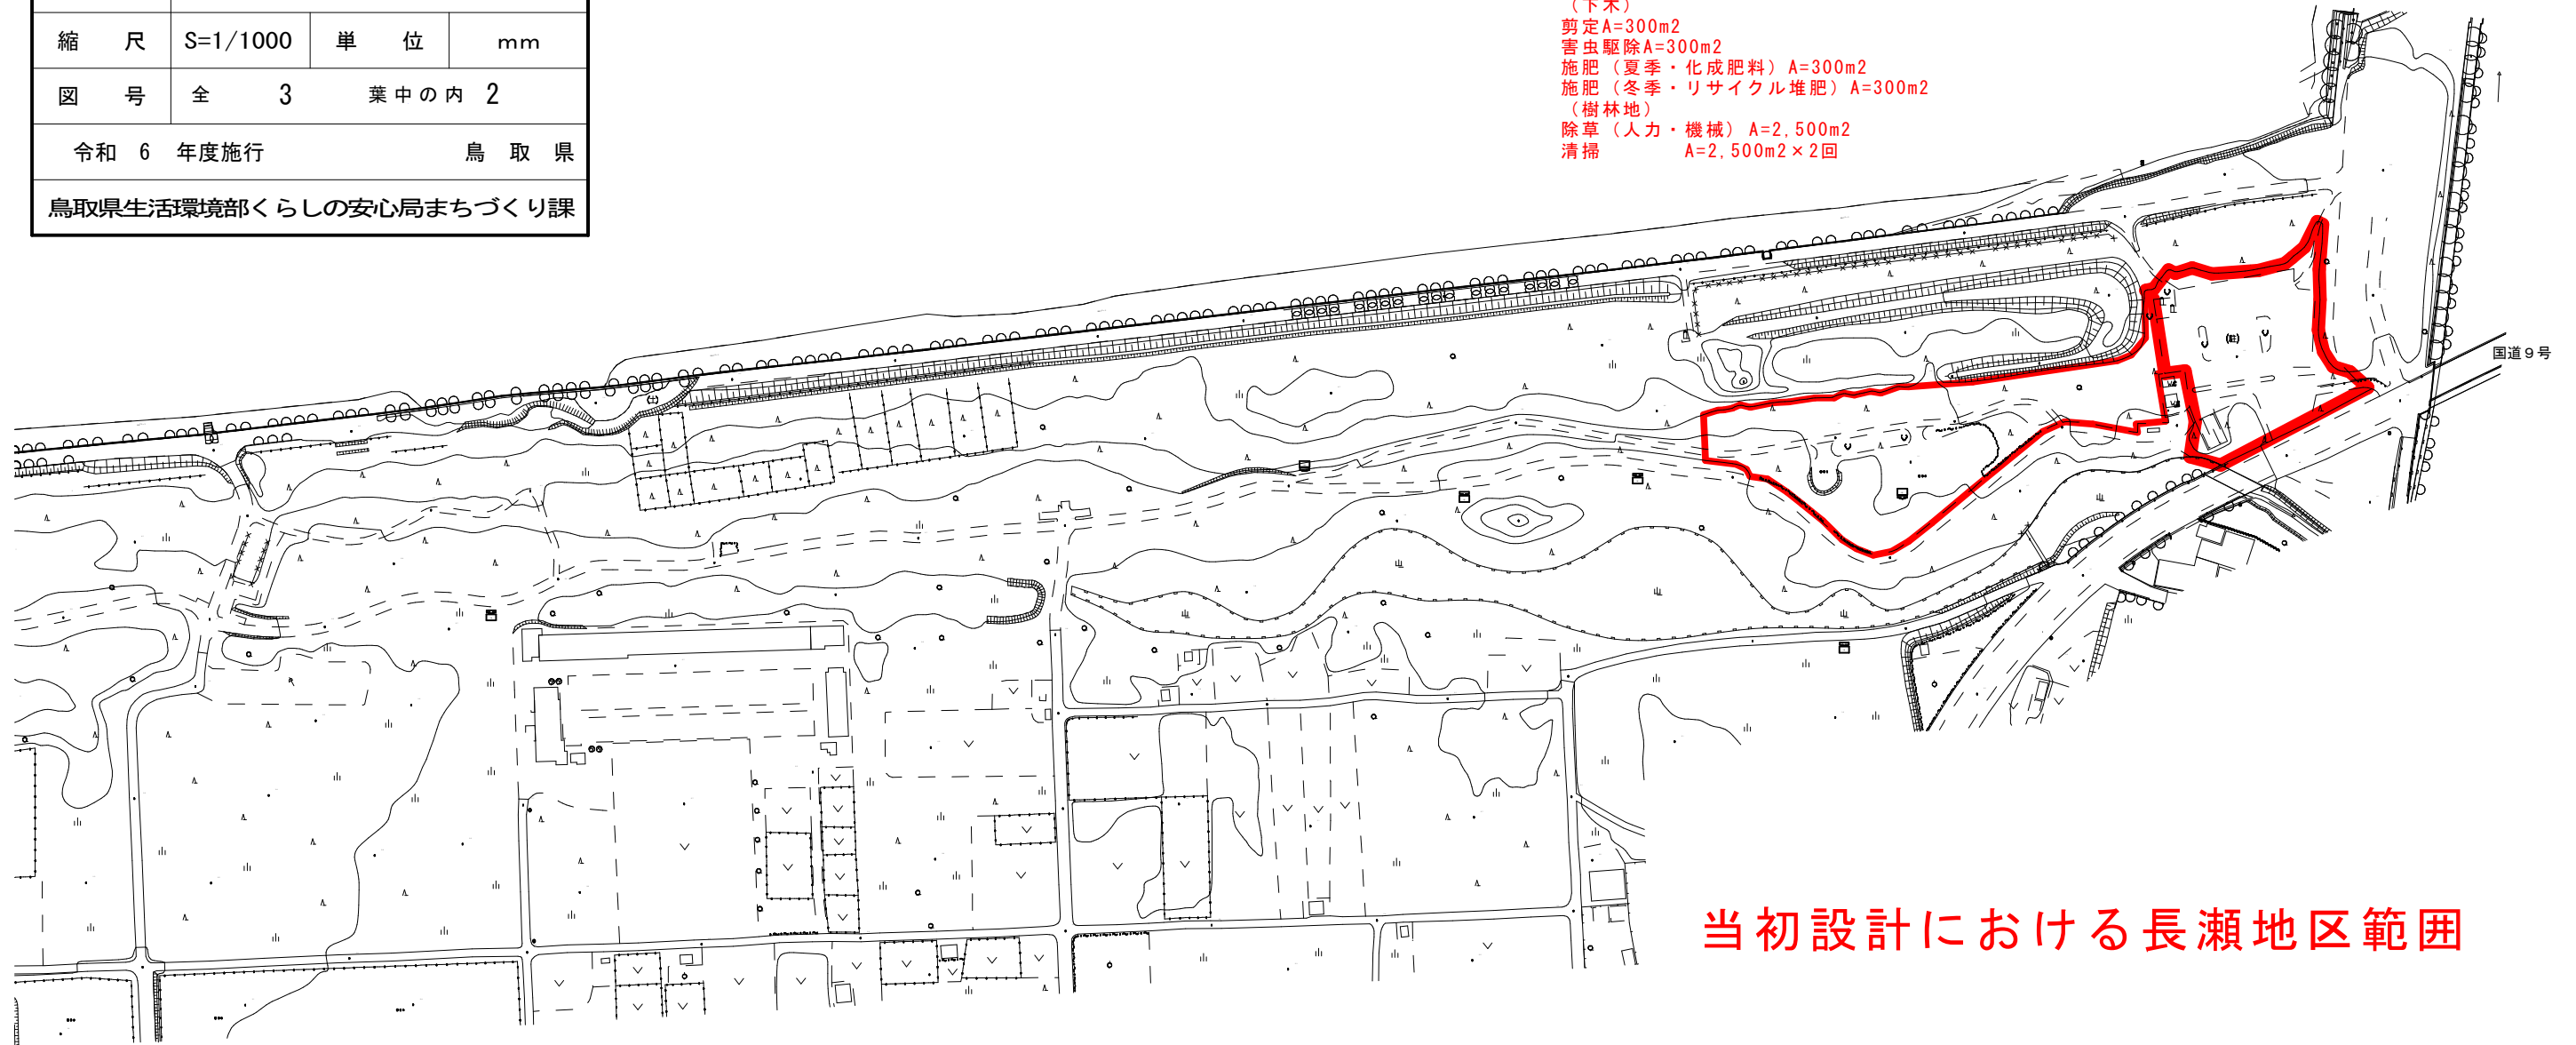 縮尺 S=1/1000 単位 mm
図号 全 3 葉中の内 2
令和 6 年度施行 鳥取県
鳥取県生活環境部くらしの安心局まちづくり課
（下木）
剪定A=300m2
害虫駆除A=300m2
施肥（夏季・化成肥料）A=300m2
施肥（冬季・リサイクル堆肥）A=300m2
（樹林地）
除草（人力・機械）A=2,500m2
清掃 A=2,500m2×2回
国道９号
当初設計における長瀬地区範囲